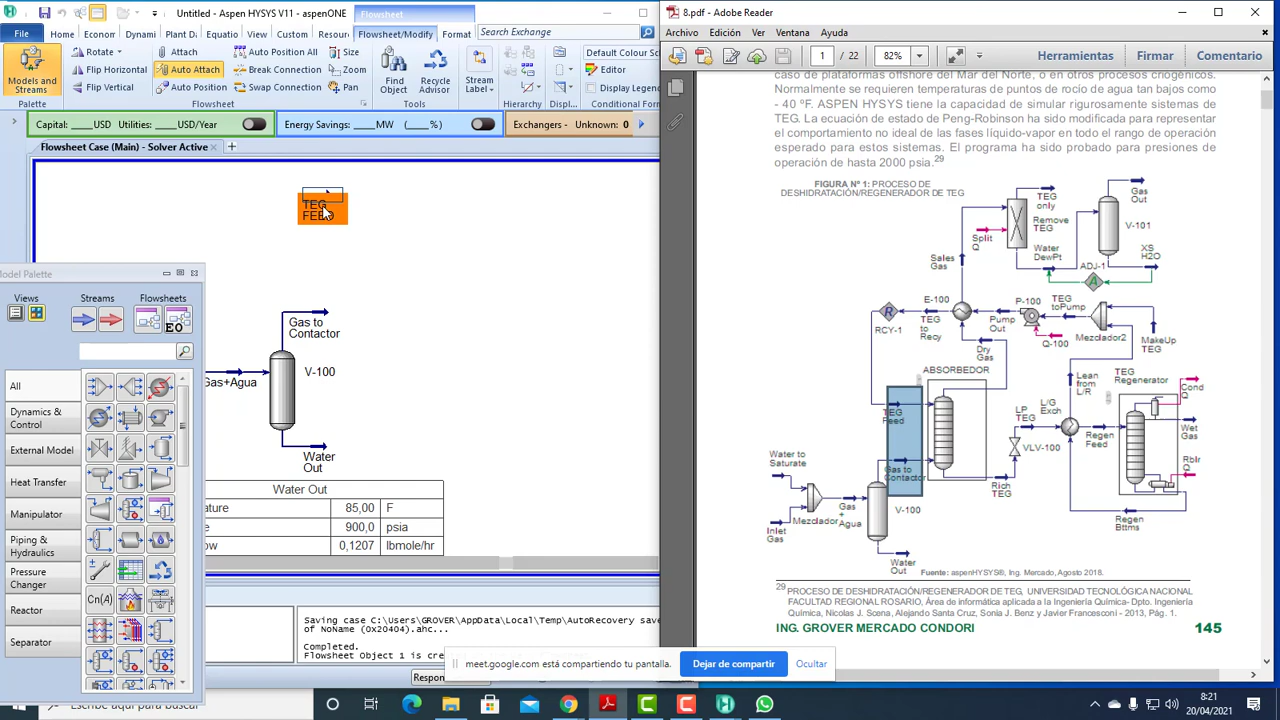 Untitled - Aspen HYSYS V11 - aspenONE
Flowsheet
File
Home
Econom
Dynami
Plant D
Equatio
View
Custom
Resour
Flowsheet/Modify
Format
Search Exchange
Models and
Streams
Rotate
Flip Horizontal
Flip Vertical
Attach
Auto Attach
Auto Position
Auto Position All
Break Connection
Swap Connection
Size
Zoom
Pan
Find
Object
Recycle
Advisor
Stream
Label
Default Colour Sc
Editor
Display Legend
Palette
Flowsheet
Tools
Hierarchy
Displ
Conditional Form
Capital: ____USD Utilities: ____USD/Year
Energy Savings: ____MW (____%)
Exchangers - Unknown: 0
Flowsheet Case (Main) - Solver Active
TEG
FEED
Model Palette
Views
Streams
Flowsheets
EO
All
Dynamics &
Control
External Model
Heat Transfer
Manipulator
Piping &
Hydraulics
Pressure
Changer
Reactor
Separator
Cn(A)
Gas to
Contactor
Gas+Agua
V-100
Water
Out
Water Out
ature 85,00 F
e 900,0 psia
ow 0,1207 lbmole/hr
Saving case C:\Users\GROVER\AppData\Local\Temp\AutoRecovery save
of NoName (0x20404).ahc...
Completed.
Flowsheet Object 1 is cre
meet.google.com está compartiendo tu pantalla.
Dejar de compartir
Ocultar
Respon
Escribe aquí para buscar
8:21
20/04/2021
8.pdf - Adobe Reader
Archivo Edición Ver Ventana Ayuda
1 / 22
82%
Herramientas
Firmar
Comentario
caso de plataformas offshore del Mar del Norte, o en otros procesos criogénicos.
Normalmente se requieren temperaturas de puntos de rocío de agua tan bajos como
- 40 ºF. ASPEN HYSYS tiene la capacidad de simular rigurosamente sistemas de
TEG. La ecuación de estado de Peng-Robinson ha sido modificada para representar
el comportamiento no ideal de las fases líquido-vapor en todo el rango de operación
esperado para estos sistemas. El programa ha sido probado para presiones de
operación de hasta 2000 psia.29
FIGURA Nº 1: PROCESO DE
DESHIDRATACIÓN/REGENERADOR DE TEG
TEG
only
Remove
TEG
Split
Q
Water
DewPt
Gas
Out
V-101
XS
H2O
ADJ-1
A
Sales
Gas
E-100
R
RCY-1
TEG
to
Recy
Pump
Out
P-100
Q-100
TEG
toPump
Mezclador2
MakeUp
TEG
Dry
Gas
ABSORBEDOR
TEG
Feed
Gas to
Contactor
Lean
from
L/R
L/G
Exch
LP
TEG
VLV-100
Rich
TEG
Regen
Feed
TEG
Regenerator
Cond
Q
Wet
Gas
Rblr
Q
Regen
Bttms
Water to
Saturate
Mezclador
Inlet
Gas
Gas
+
Agua
V-100
Water
Out
Fuente: aspenHYSYS®, Ing. Mercado, Agosto 2018.
29 PROCESO DE DESHIDRATACIÓN/REGENERADOR DE TEG, UNIVERSIDAD TECNOLÓGICA NACIONAL
FACULTAD REGIONAL ROSARIO, Área de informática aplicada a la Ingeniería Química- Dpto. Ingeniería
Química, Nicolas J. Scena, Alejandro Santa Cruz, Sonia J. Benz y Javier Francesconi - 2013, Pág. 1.
ING. GROVER MERCADO CONDORI
145